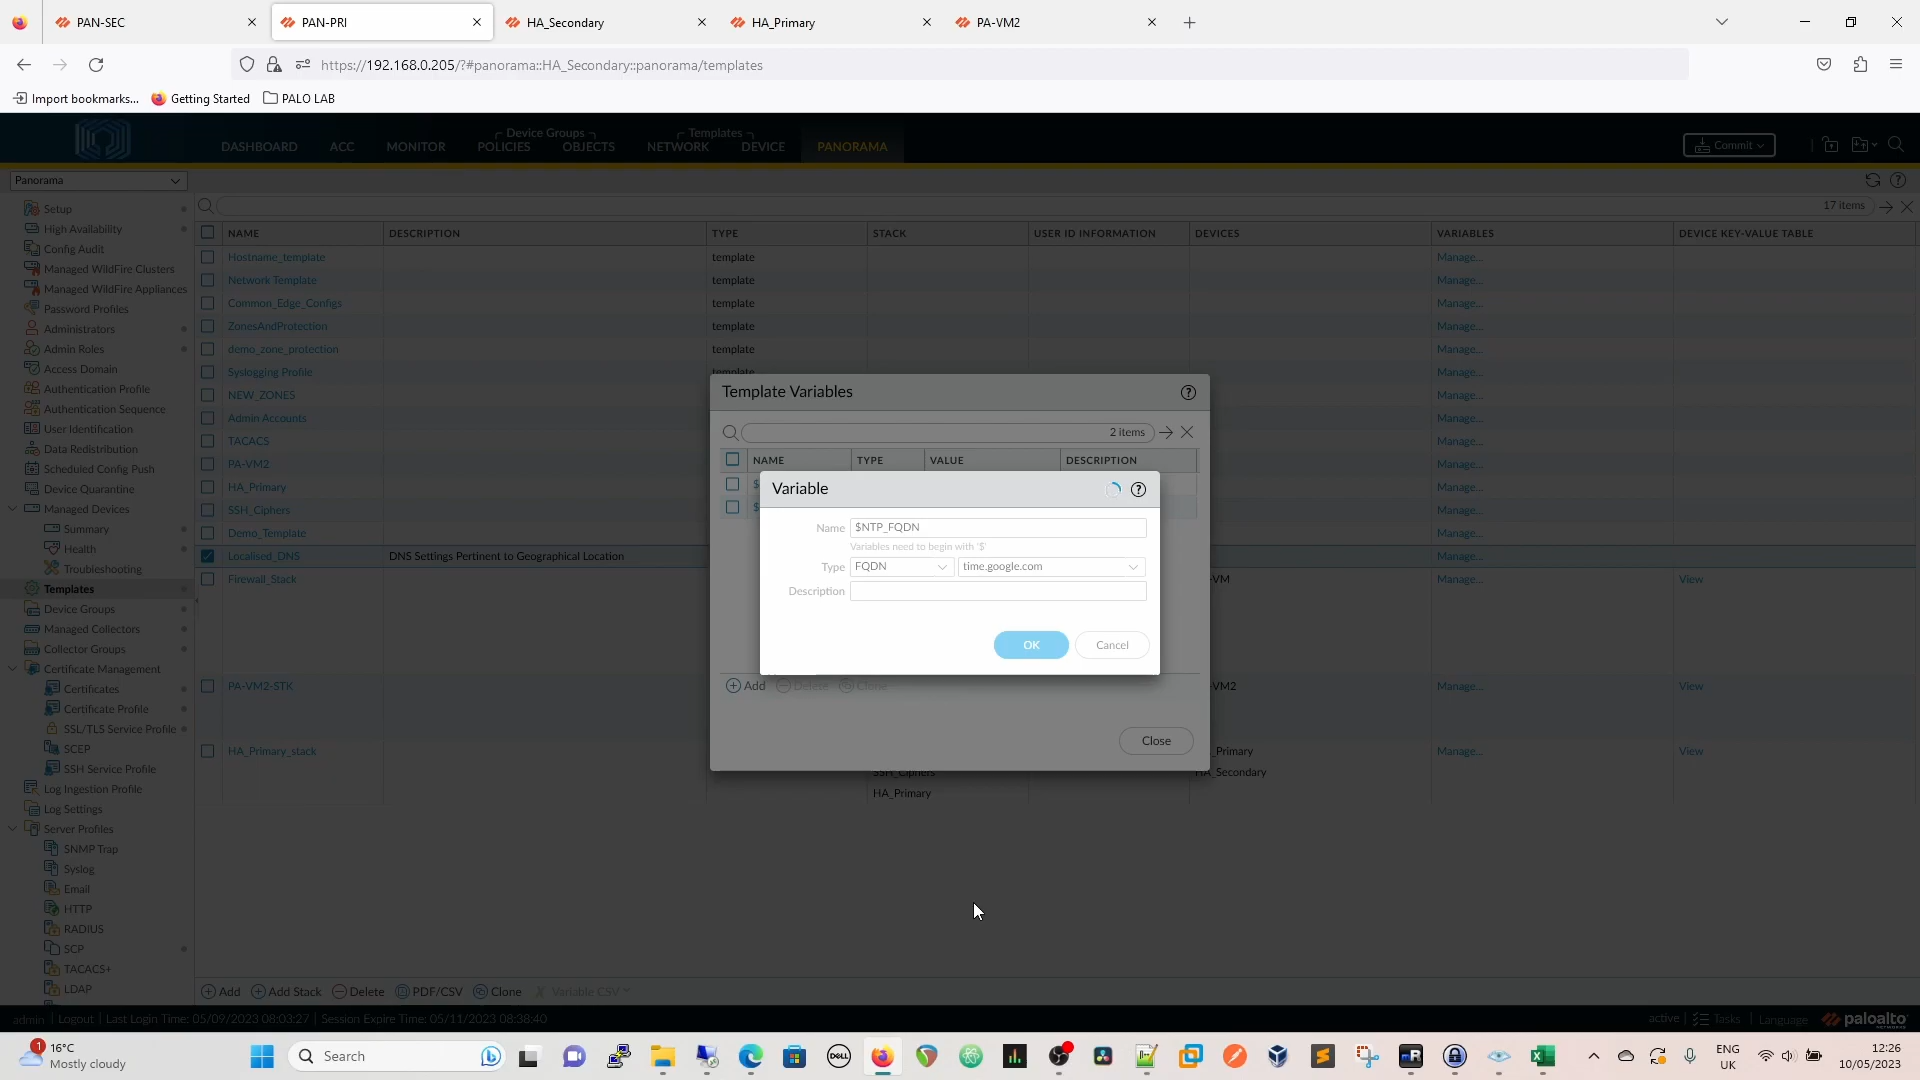 PAN-SEC
PAN-PRI
HA_Secondary
HA_Primary
PA-VM2
https://192.168.0.205/?#panorama::HA_Secondary::panorama/templates
Import bookmarks...
Getting Started
PALO LAB
Device Groups
Templates
DASHBOARD
ACC
MONITOR
POLICIES
OBJECTS
NETWORK
DEVICE
PANORAMA
Commit
Panorama
17 items
Setup
High Availability
Config Audit
Managed WildFire Clusters
Managed WildFire Appliances
Password Profiles
Administrators
Admin Roles
Access Domain
Authentication Profile
Authentication Sequence
User Identification
Data Redistribution
Scheduled Config Push
Device Quarantine
Managed Devices
Summary
Health
Troubleshooting
Templates
Device Groups
Managed Collectors
Collector Groups
Certificate Management
Certificates
Certificate Profile
SSL/TLS Service Profile
SCEP
SSH Service Profile
Log Ingestion Profile
Log Settings
Server Profiles
SNMP Trap
Syslog
Email
HTTP
RADIUS
SCP
TACACS+
LDAP
NAME DESCRIPTION TYPE STACK USER ID INFORMATION DEVICES VARIABLES DEVICE KEY-VALUE TABLE
Hostname_template template Manage...
Network Template template Manage...
Common_Edge_Configs template Manage...
ZonesAndProtection template Manage...
demo_zone_protection template Manage...
Syslogging Profile template Manage...
NEW_ZONES Manage...
Admin Accounts Manage...
TACACS Manage...
PA-VM2 Manage...
HA_Primary Manage...
SSH_Ciphers Manage...
Demo_Template Manage...
Localised_DNS DNS Settings Pertinent to Geographical Location Manage...
Firewall_Stack VM Manage... View
PA-VM2-STK VM2 Manage... View
HA_Primary_stack _Primary Manage... View
SSH_Ciphers HA_Secondary
HA_Primary
Template Variables
2 items
NAME TYPE VALUE DESCRIPTION
$
$
Variable
Name $NTP_FQDN
Variables need to begin with '$'
Type FQDN time.google.com
Description
OK Cancel
Add Delete Clone
Close
Add Add Stack Delete PDF/CSV Clone Variable CSV
admin | Logout | Last Login Time: 05/09/2023 08:03:27 | Session Expire Time: 05/11/2023 08:38:40
active | Tasks | Language paloalto
NETWORKS
1
16°C
Mostly cloudy
Search
DELL
mR
ENG
UK
12:26
10/05/2023